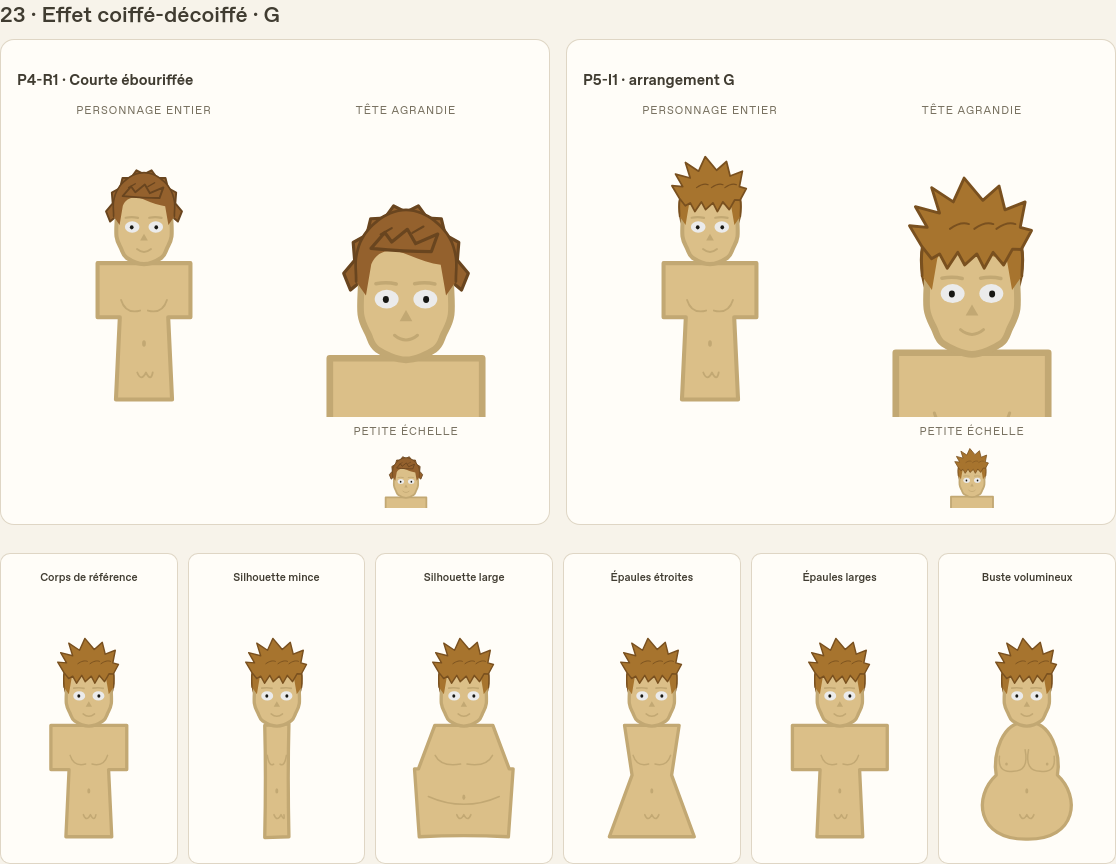 23 · Effet coiffé-décoiffé · G
P4-R1 · Courte ébouriffée
PERSONNAGE ENTIER
TÊTE AGRANDIE
PETITE ÉCHELLE
P5-I1 · arrangement G
PERSONNAGE ENTIER
TÊTE AGRANDIE
PETITE ÉCHELLE
Corps de référence
Silhouette mince
Silhouette large
Épaules étroites
Épaules larges
Buste volumineux